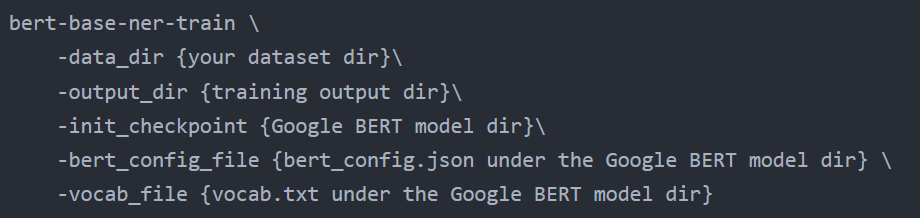 bert-base-ner-train \
-data_dir {your dataset dir}\
-output_dir {training output dir}\
-init_checkpoint {Google BERT model dir}\
-bert_config_file {bert_config.json under the Google BERT model dir} \
-vocab_file {vocab.txt under the Google BERT model dir}